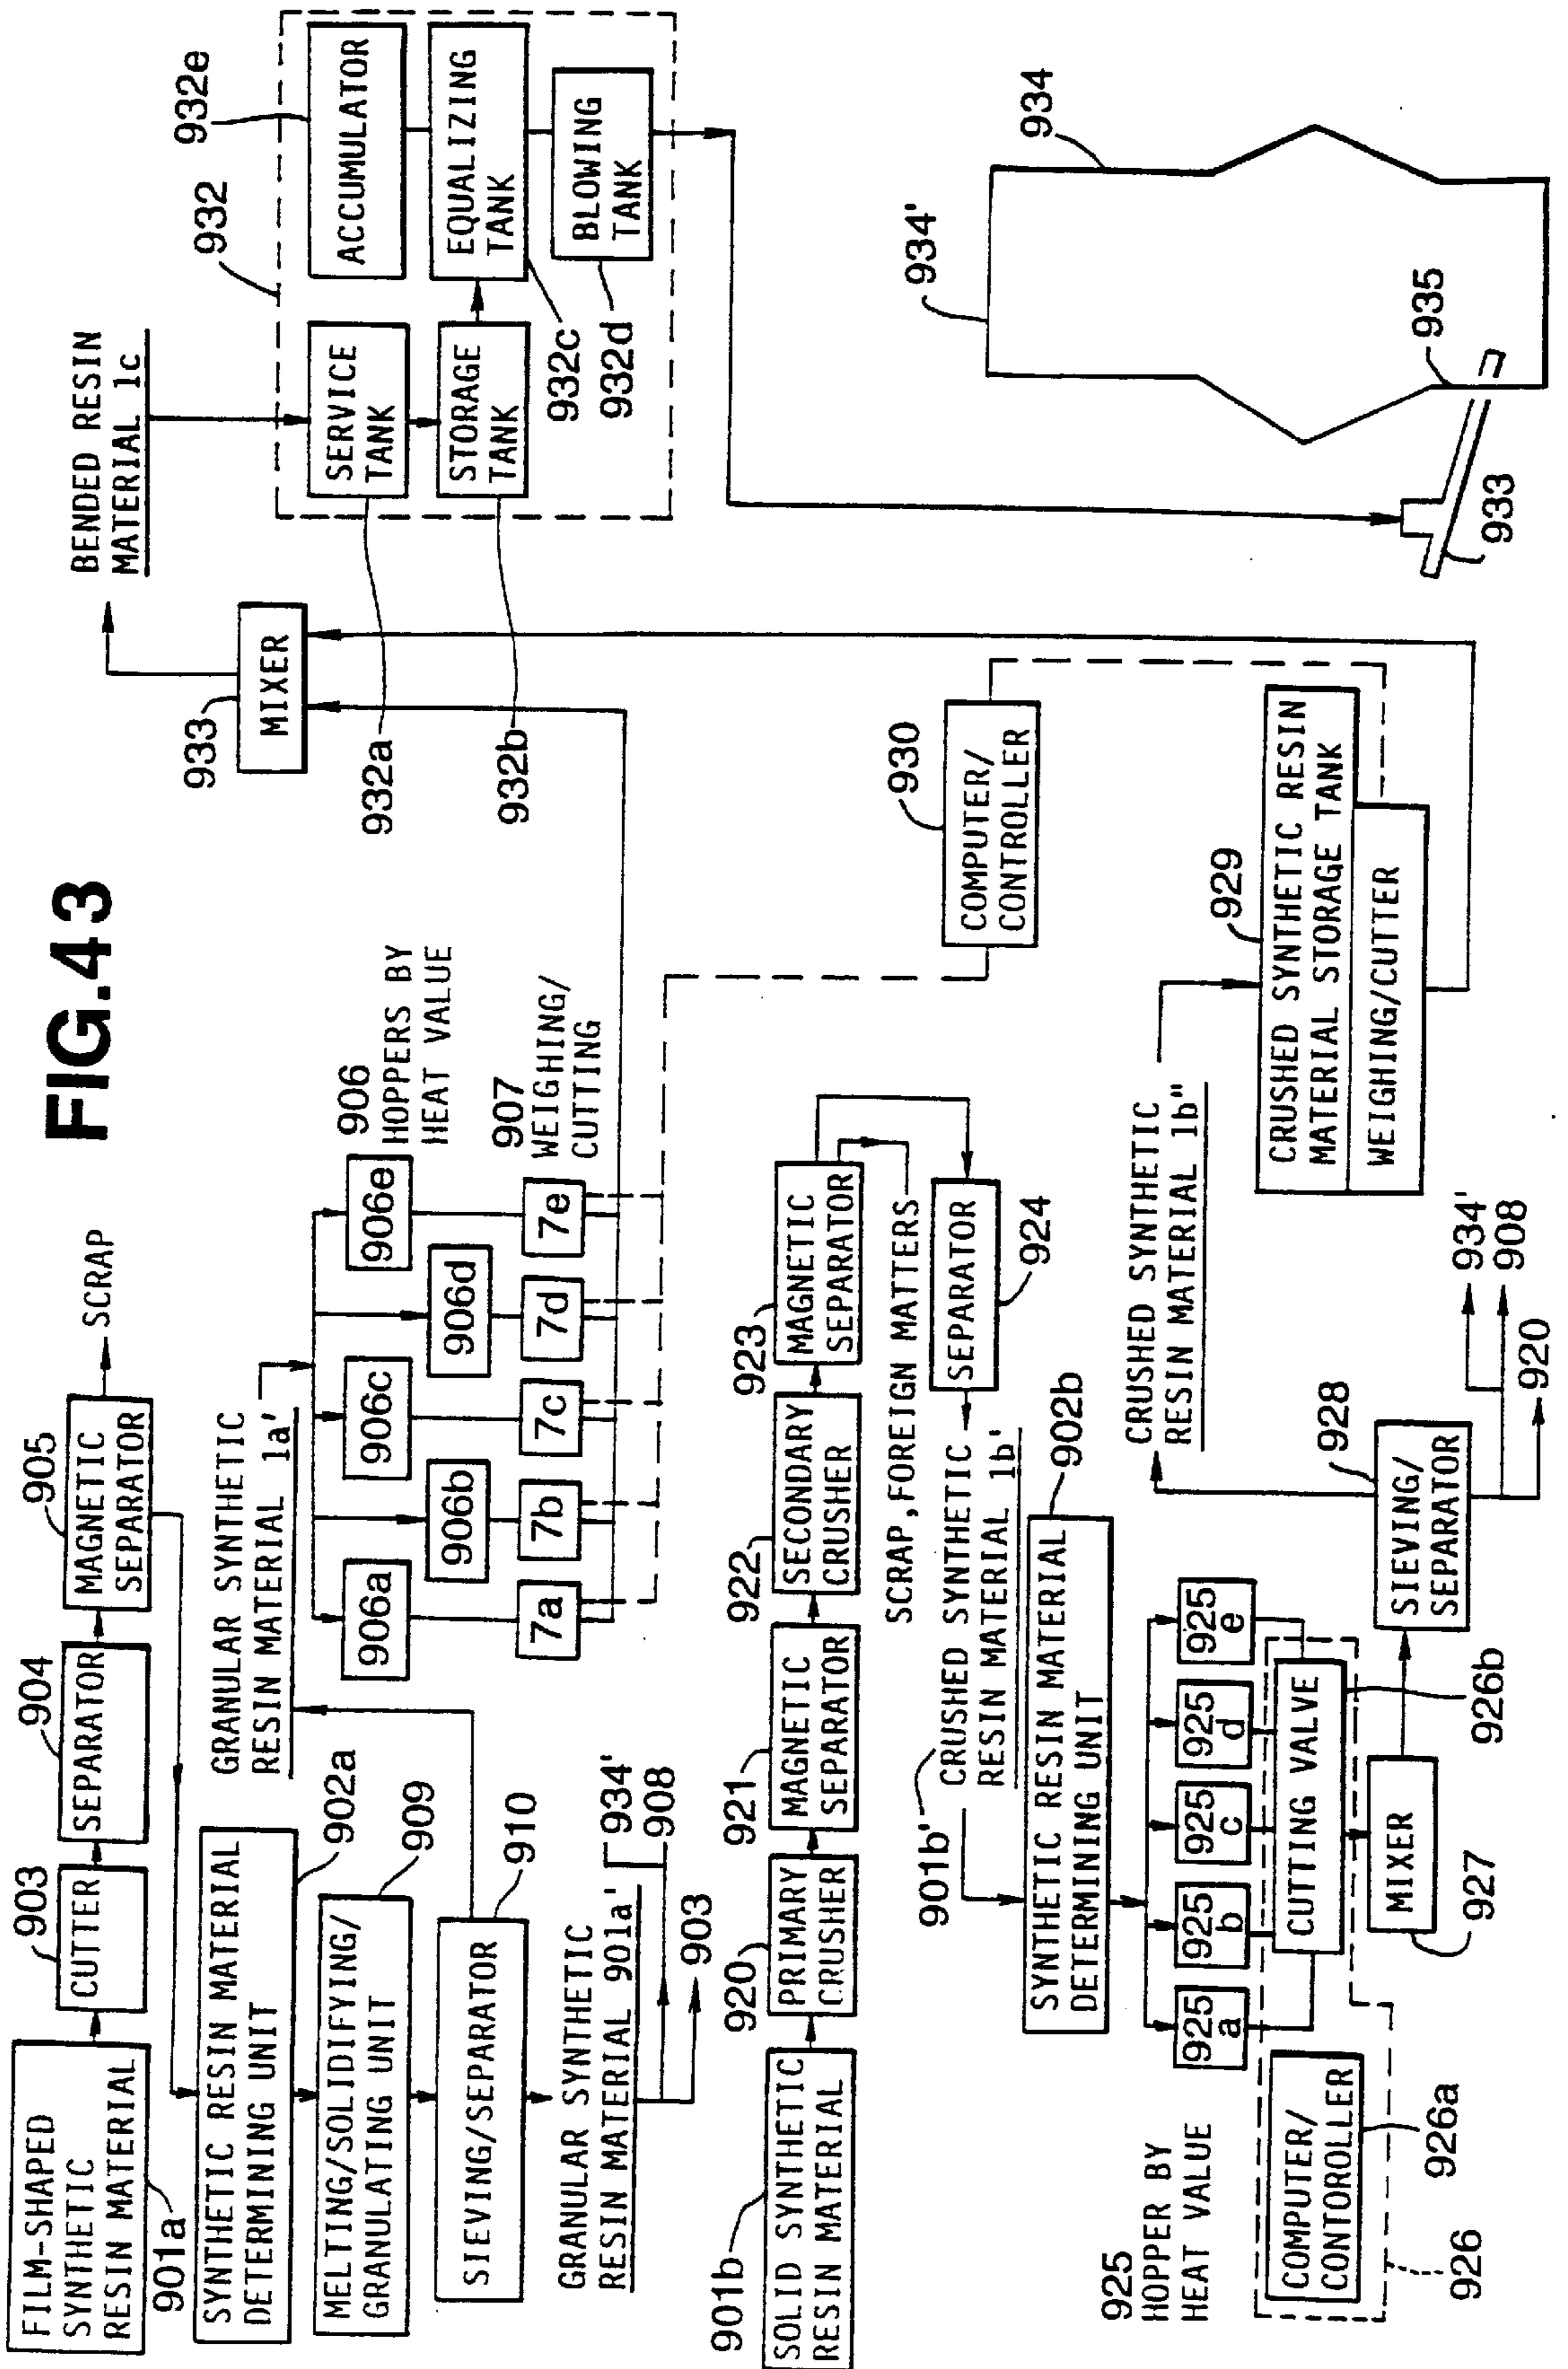 FIG.43
FILM-SHAPED
SYNTHETIC
RESIN MATERIAL
901a
903
CUTTER
904
SEPARATOR
905
MAGNETIC
SEPARATOR
SCRAP
SYNTHETIC RESIN MATERIAL
DETERMINING UNIT
902a
MELTING/SOLIDIFYING/
GRANULATING UNIT
909
SIEVING/SEPARATOR
910
GRANULAR SYNTHETIC
RESIN MATERIAL 901a'
934'
908
903
GRANULAR SYNTHETIC
RESIN MATERIAL 1a'
906a
906b
906c
906d
906e
906
HOPPERS BY
HEAT VALUE
7a
7b
7c
7d
7e
907
WEIGHING/
CUTTING
933
MIXER
BENDED RESIN
MATERIAL 1c
932
932e
SERVICE
TANK
ACCUMULATOR
STORAGE
TANK
EQUALIZING
TANK
BLOWING
TANK
932a
932b
932c
932d
901b
SOLID SYNTHETIC
RESIN MATERIAL
920
PRIMARY
CRUSHER
921
MAGNETIC
SEPARATOR
922
SECONDARY
CRUSHER
923
MAGNETIC
SEPARATOR
SCRAP,FOREIGN MATTERS
SEPARATOR
924
901b'
CRUSHED SYNTHETIC
RESIN MATERIAL 1b'
SYNTHETIC RESIN MATERIAL
DETERMINING UNIT
902b
925
HOPPER BY
HEAT VALUE
925
a
925
b
925
c
925
d
925
e
COMPUTER/
CONTOROLLER
926a
926
CUTTING VALVE
926b
MIXER
927
SIEVING/
SEPARATOR
928
934'
908
920
CRUSHED SYNTHETIC
RESIN MATERIAL 1b"
929
CRUSHED SYNTHETIC RESIN
MATERIAL STORAGE TANK
WEIGHING/CUTTER
930
COMPUTER/
CONTROLLER
933
934'
934
935